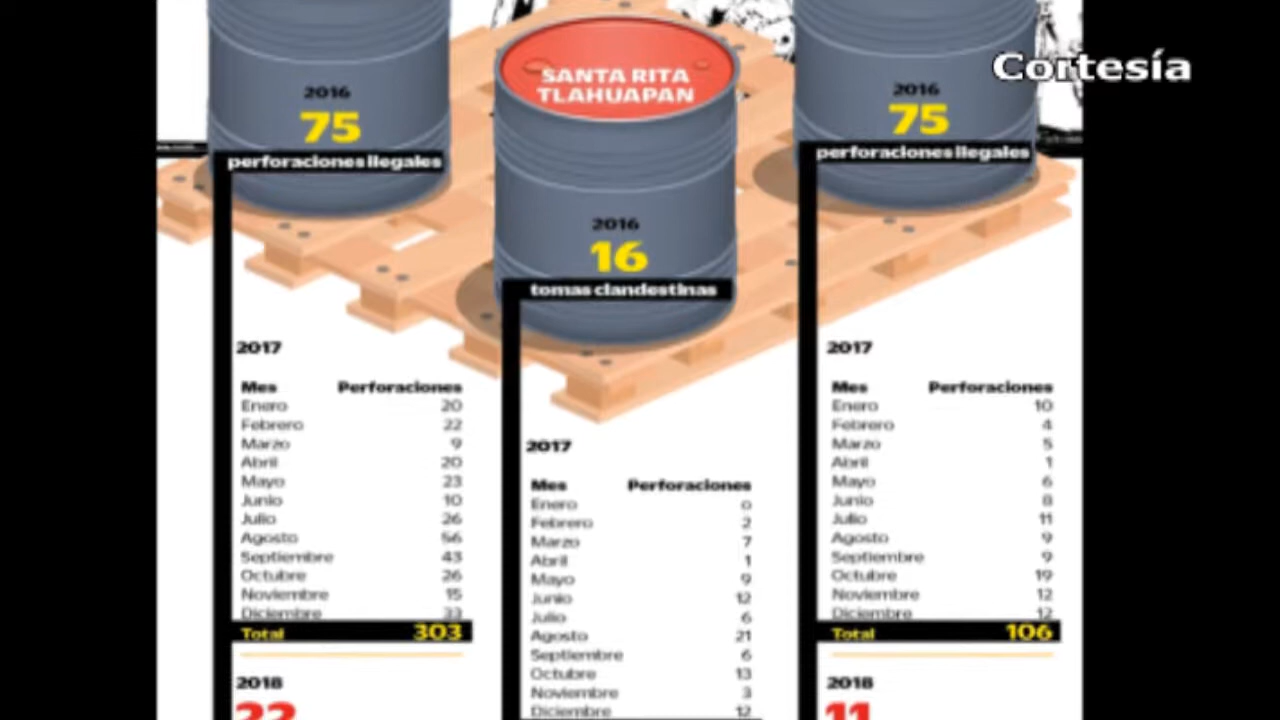 Cortesía
2016
75
perforaciones ilegales
2017
Mes Perforaciones
Enero 20
Febrero 22
Marzo 9
Abril 20
Mayo 23
Junio 10
Julio 26
Agosto 56
Septiembre 43
Octubre 26
Noviembre 15
Diciembre 33
Total 303
2018
22
SANTA RITA
TLAHUAPAN
2016
16
tomas clandestinas
2017
Mes Perforaciones
Enero 0
Febrero 2
Marzo 7
Abril 1
Mayo 9
Junio 12
Julio 6
Agosto 21
Septiembre 6
Octubre 13
Noviembre 3
Diciembre 12
2016
75
perforaciones ilegales
2017
Mes Perforaciones
Enero 10
Febrero 4
Marzo 5
Abril 1
Mayo 6
Junio 8
Julio 11
Agosto 9
Septiembre 9
Octubre 19
Noviembre 12
Diciembre 12
Total 106
2018
11